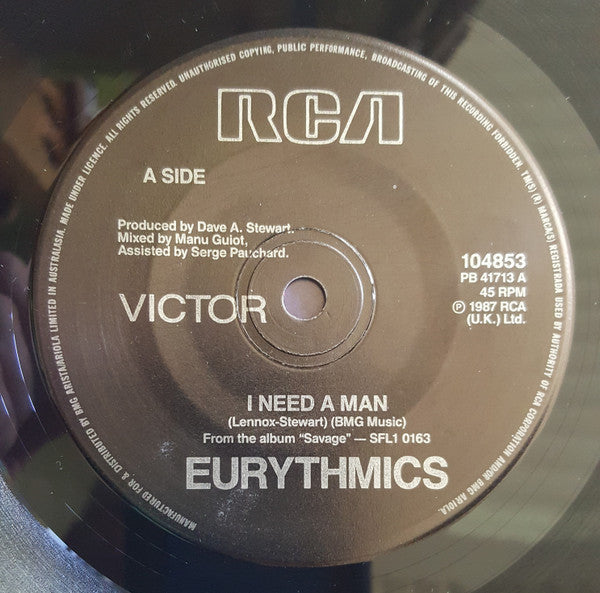 MANUFACTURED FOR & DISTRIBUTED BY BMG ARISTA/ARIOLA LIMITED IN AUSTRALASIA. MADE UNDER LICENCE. ALL RIGHTS RESERVED. UNAUTHORISED COPYING, PUBLIC PERFORMANCE, BROADCASTING OF THIS RECORDING FORBIDDEN. TM(S) (R) MARCA(S) REGISTRADA USED BY AUTHORITY OF RCA CORPORATION AND/OR BMG ARIOLA.
RCA
A SIDE
Produced by Dave A. Stewart.
Mixed by Manu Guiot,
Assisted by Serge Pauchard.
104853
PB 41713 A
45 RPM
℗ 1987 RCA
(U.K.) Ltd.
VICTOR
I NEED A MAN
(Lennox-Stewart) (BMG Music)
From the album "Savage" — SFL1 0163
EURYTHMICS